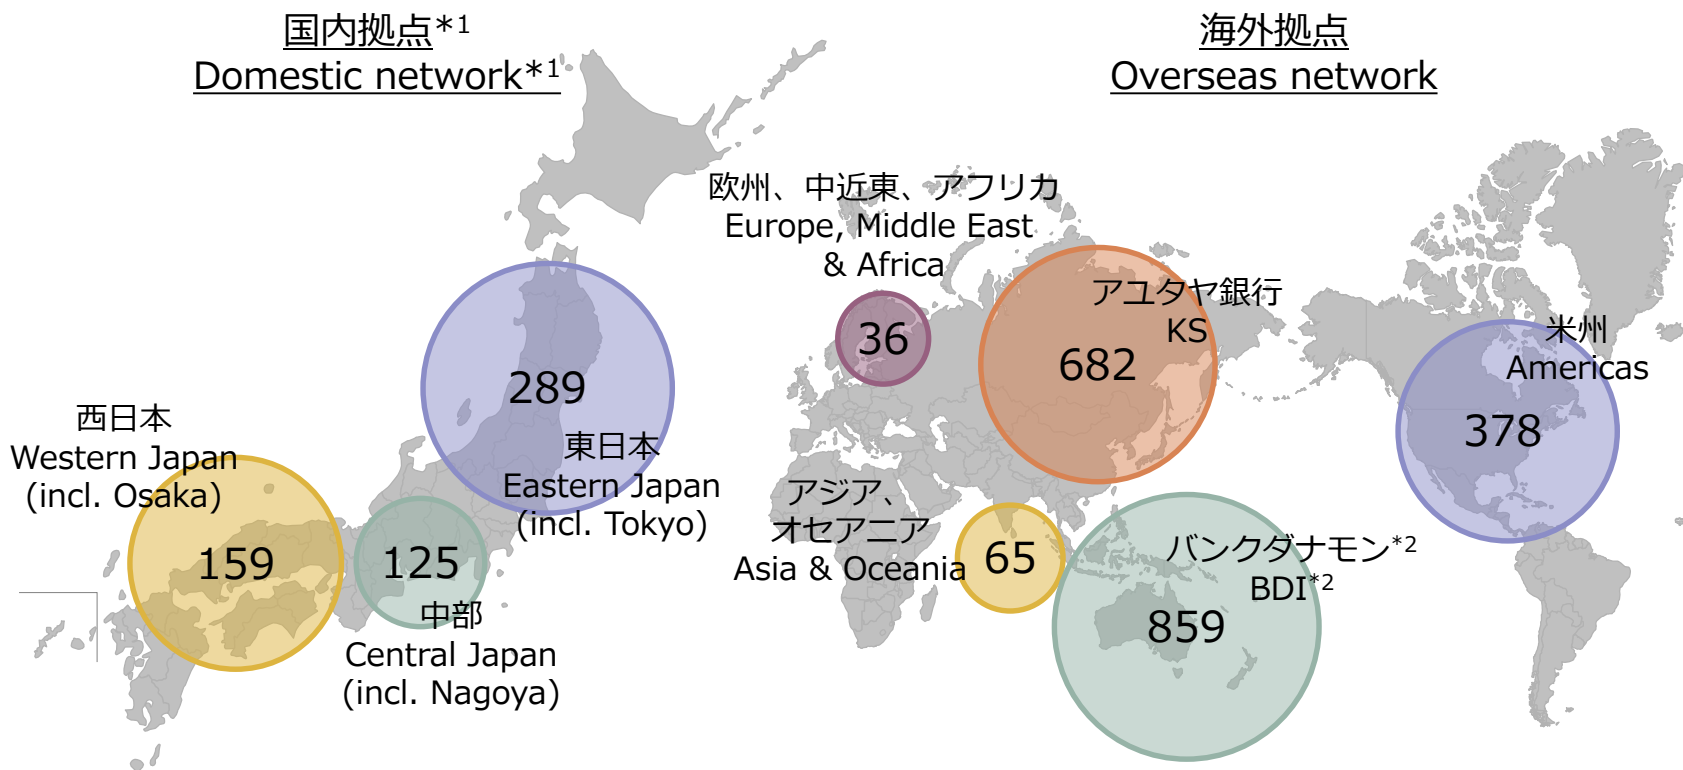 国内拠点*1
Domestic network*1
289
東日本
Eastern Japan
(incl. Tokyo)
西日本
Western Japan
(incl. Osaka)
159
125
中部
Central Japan
(incl. Nagoya)
海外拠点
Overseas network
欧州、中近東、アフリカ
Europe, Middle East
& Africa
36
アユタヤ銀行
KS
682
米州
Americas
378
アジア、
オセアニア
Asia & Oceania
65
バンクダナモン*2
BDI*2
859